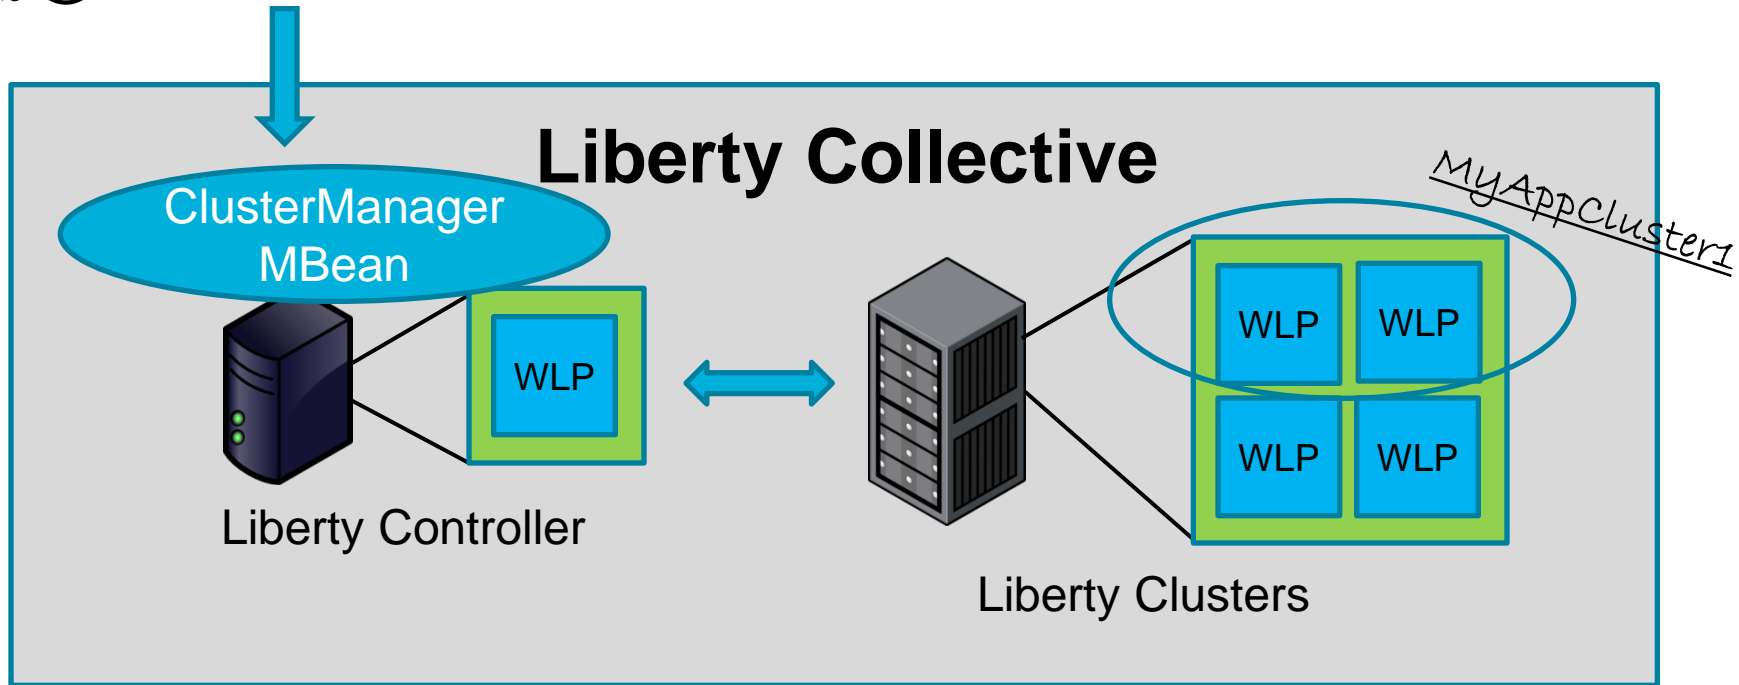 Liberty Collective
ClusterManager
MBean
MyAppCluster1
WLP
WLP
WLP
WLP
WLP
Liberty Controller
Liberty Clusters